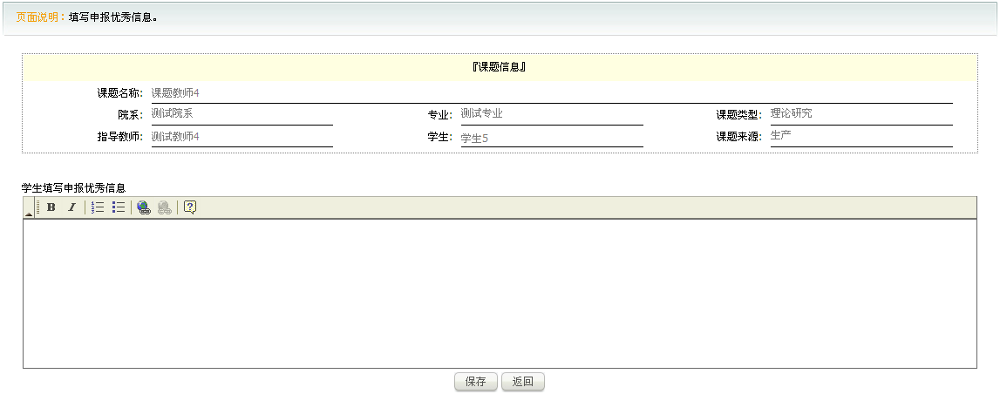 页面说明：填写申报优秀信息。
『课题信息』
课题名称： 课题教师4
院系： 测试院系 专业： 测试专业 课题类型： 理论研究
指导教师： 测试教师4 学生： 学生5 课题来源： 生产
学生填写申报优秀信息
B I
保存 返回